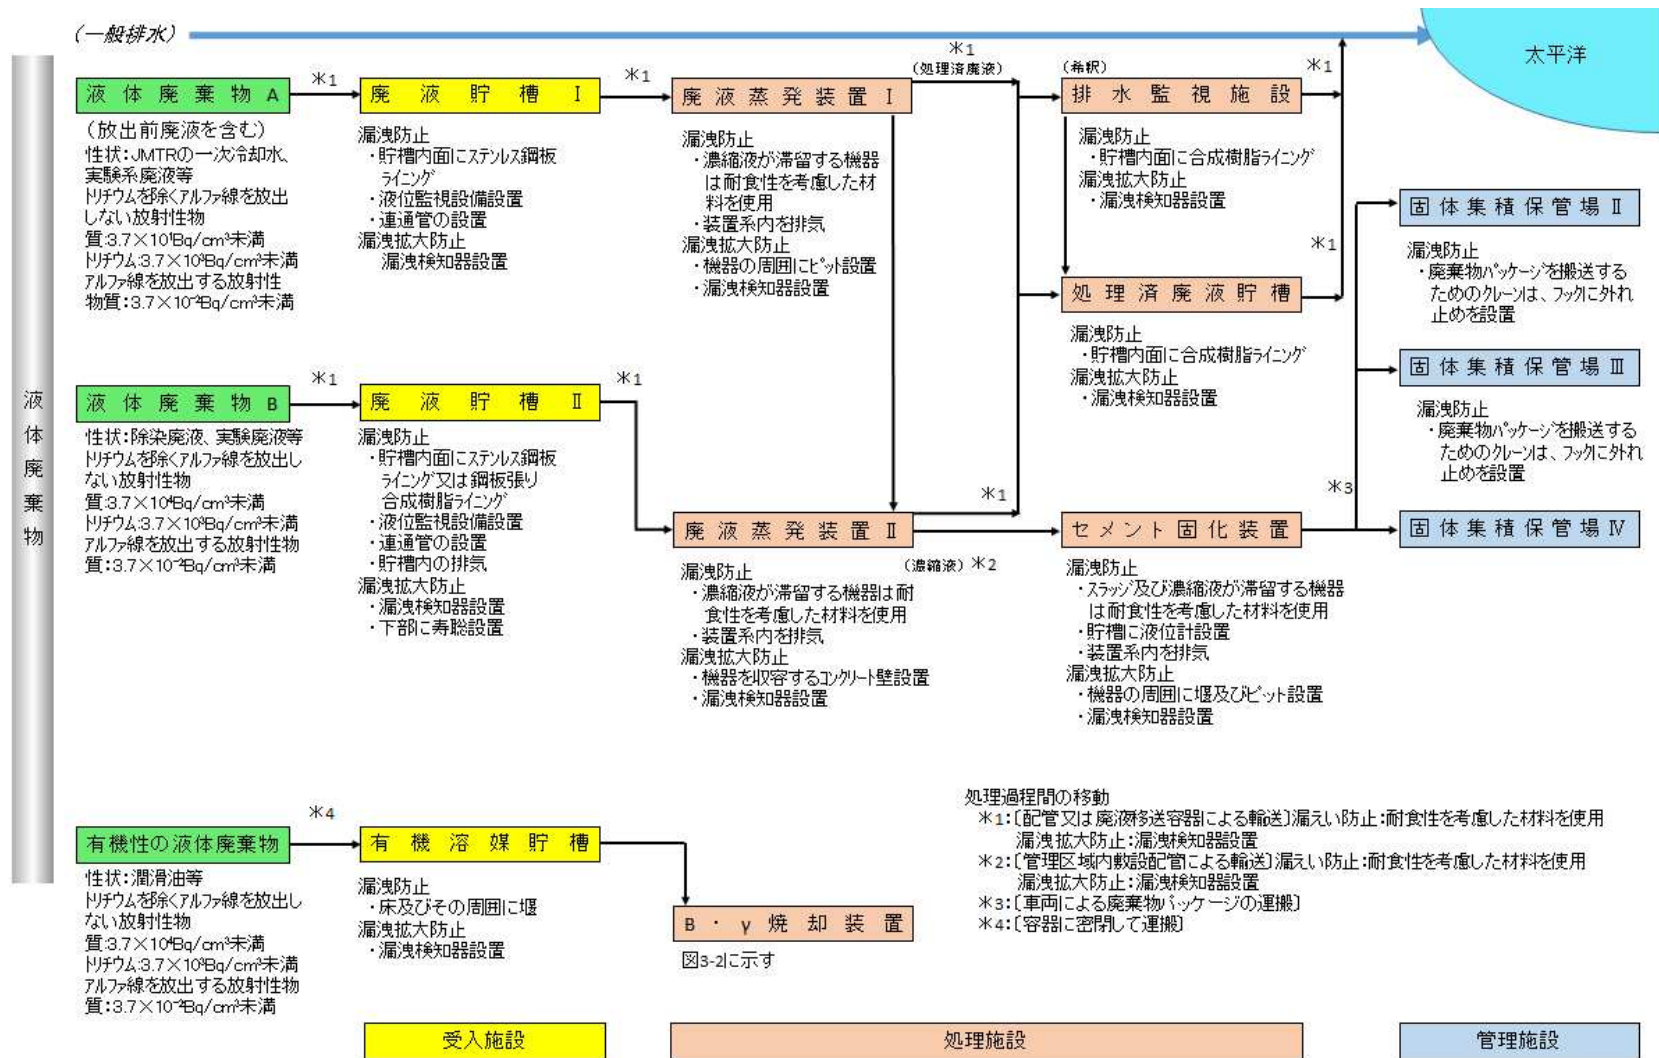 (一般排水)
太平洋
液体廃棄物
液体廃棄物A
*1
廃液貯槽Ⅰ
*1
廃液蒸発装置Ⅰ
*1
(処理済廃液)
(希釈)
排水監視施設
*1
(放出前廃液を含む)
性状:JMTRの一次冷却水、
実験系廃液等
トリチウムを除くアルファ線を放出
しない放射性物
質:3.7×10¹Bq/cm³未満
トリチウム:3.7×10³Bq/cm³未満
アルファ線を放出する放射性
物質:3.7×10⁻²Bq/cm³未満
漏洩防止
・貯槽内面にステンレス鋼板
ライニング
・液位監視設備設置
・連通管の設置
漏洩拡大防止
漏洩検知器設置
漏洩防止
・濃縮液が滞留する機器
は耐食性を考慮した材
料を使用
・装置系内を排気
漏洩拡大防止
・機器の周囲にピット設置
・漏洩検知器設置
漏洩防止
・貯槽内面に合成樹脂ライニング
漏洩拡大防止
・漏洩検知器設置
*1
処理済廃液貯槽
漏洩防止
・貯槽内面に合成樹脂ライニング
漏洩拡大防止
・漏洩検知器設置
固体集積保管場Ⅱ
漏洩防止
・廃棄物パッケージを搬送する
ためのクレーンは、フックに外れ
止めを設置
固体集積保管場Ⅲ
漏洩防止
・廃棄物パッケージを搬送する
ためのクレーンは、フックに外れ
止めを設置
液体廃棄物B
*1
廃液貯槽Ⅱ
*1
性状:除染廃液、実験廃液等
トリチウムを除くアルファ線を放出し
ない放射性物
質:3.7×10⁴Bq/cm³未満
トリチウム:3.7×10³Bq/cm³未満
アルファ線を放出する放射性物
質:3.7×10⁻²Bq/cm³未満
漏洩防止
・貯槽内面にステンレス鋼板
ライニング又は鋼板張り
合成樹脂ライニング
・液位監視設備設置
・連通管の設置
・貯槽内の排気
漏洩拡大防止
・漏洩検知器設置
・下部に寿聡設置
廃液蒸発装置Ⅱ
*1
(濃縮液)*2
漏洩防止
・濃縮液が滞留する機器は耐
食性を考慮した材料を使用
・装置系内を排気
漏洩拡大防止
・機器を収容するコンクリート壁設置
・漏洩検知器設置
セメント固化装置
*3
固体集積保管場Ⅳ
漏洩防止
・スラッジ及び濃縮液が滞留する機器
は耐食性を考慮した材料を使用
・貯槽に液位計設置
・装置系内を排気
漏洩拡大防止
・機器の周囲に堰及びピット設置
・漏洩検知器設置
有機性の液体廃棄物
*4
有機溶媒貯槽
性状:潤滑油等
トリチウムを除くアルファ線を放出し
ない放射性物
質:3.7×10⁴Bq/cm³未満
トリチウム:3.7×10³Bq/cm³未満
アルファ線を放出する放射性物
質:3.7×10⁻²Bq/cm³未満
漏洩防止
・床及びその周囲に堰
漏洩拡大防止
・漏洩検知器設置
Β・γ焼却装置
図3-2に示す
処理過程間の移動
*1:[配管又は廃液移送容器による輸送]漏えい防止:耐食性を考慮した材料を使用
漏洩拡大防止:漏洩検知器設置
*2:[管理区域内敷設配管による輸送]漏えい防止:耐食性を考慮した材料を使用
漏洩拡大防止:漏洩検知器設置
*3:[車両による廃棄物パッケージの運搬]
*4:[容器に密閉して運搬]
受入施設
処理施設
管理施設